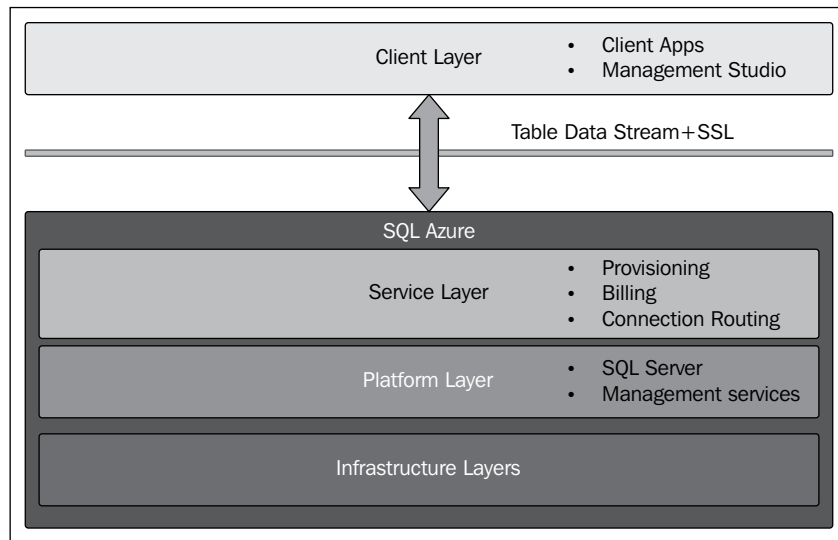 Client Layer
• Client Apps
• Management Studio
Table Data Stream+SSL
SQL Azure
Service Layer
• Provisioning
• Billing
• Connection Routing
Platform Layer
• SQL Server
• Management services
Infrastructure Layers